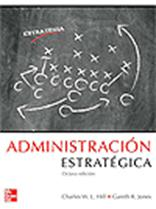 ESTRATEGIA
ADMINISTRACIÓN
ESTRATÉGICA
Octava edición
Charles W. L. Hill
Gareth R. Jones